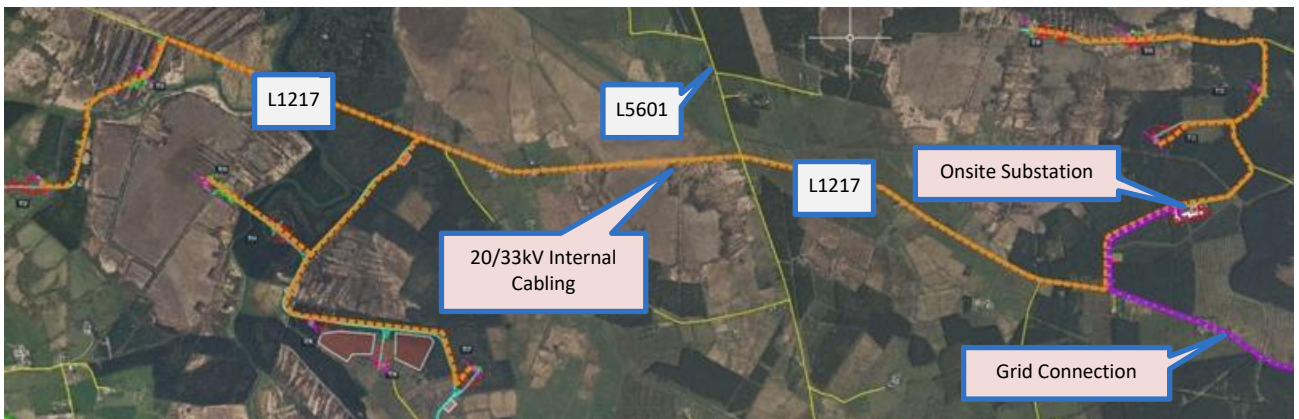 L1217
L5601
L1217
Onsite Substation
20/33kV Internal
Cabling
Grid Connection